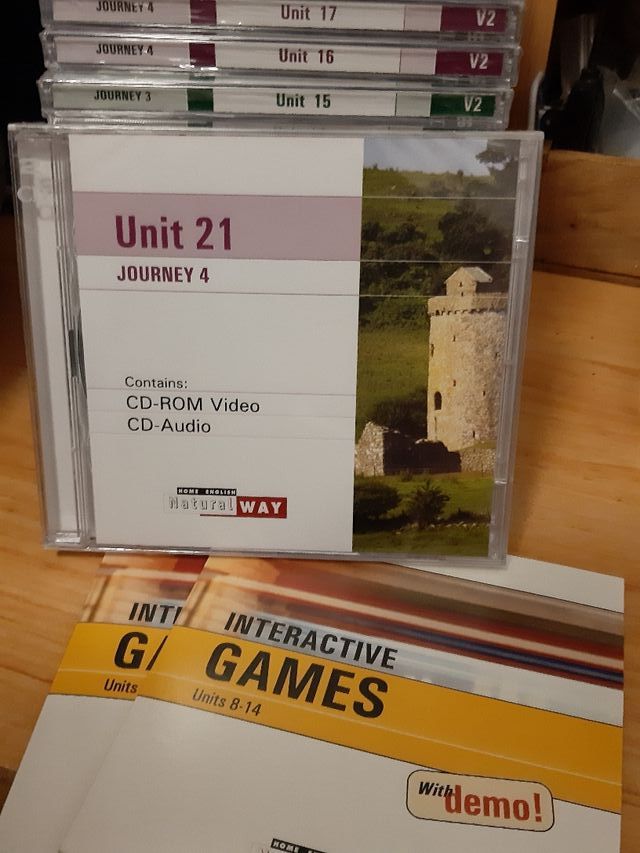 JOURNEY 4 Unit 17 V2
JOURNEY 4 Unit 16 V2
JOURNEY 3 Unit 15 V2
Unit 21
JOURNEY 4
Contains:
CD-ROM Video
CD-Audio
HOME ENGLISH
Natural WAY
INTERACTIVE
GAMES
Units 8-14
With demo!
Units
HOME